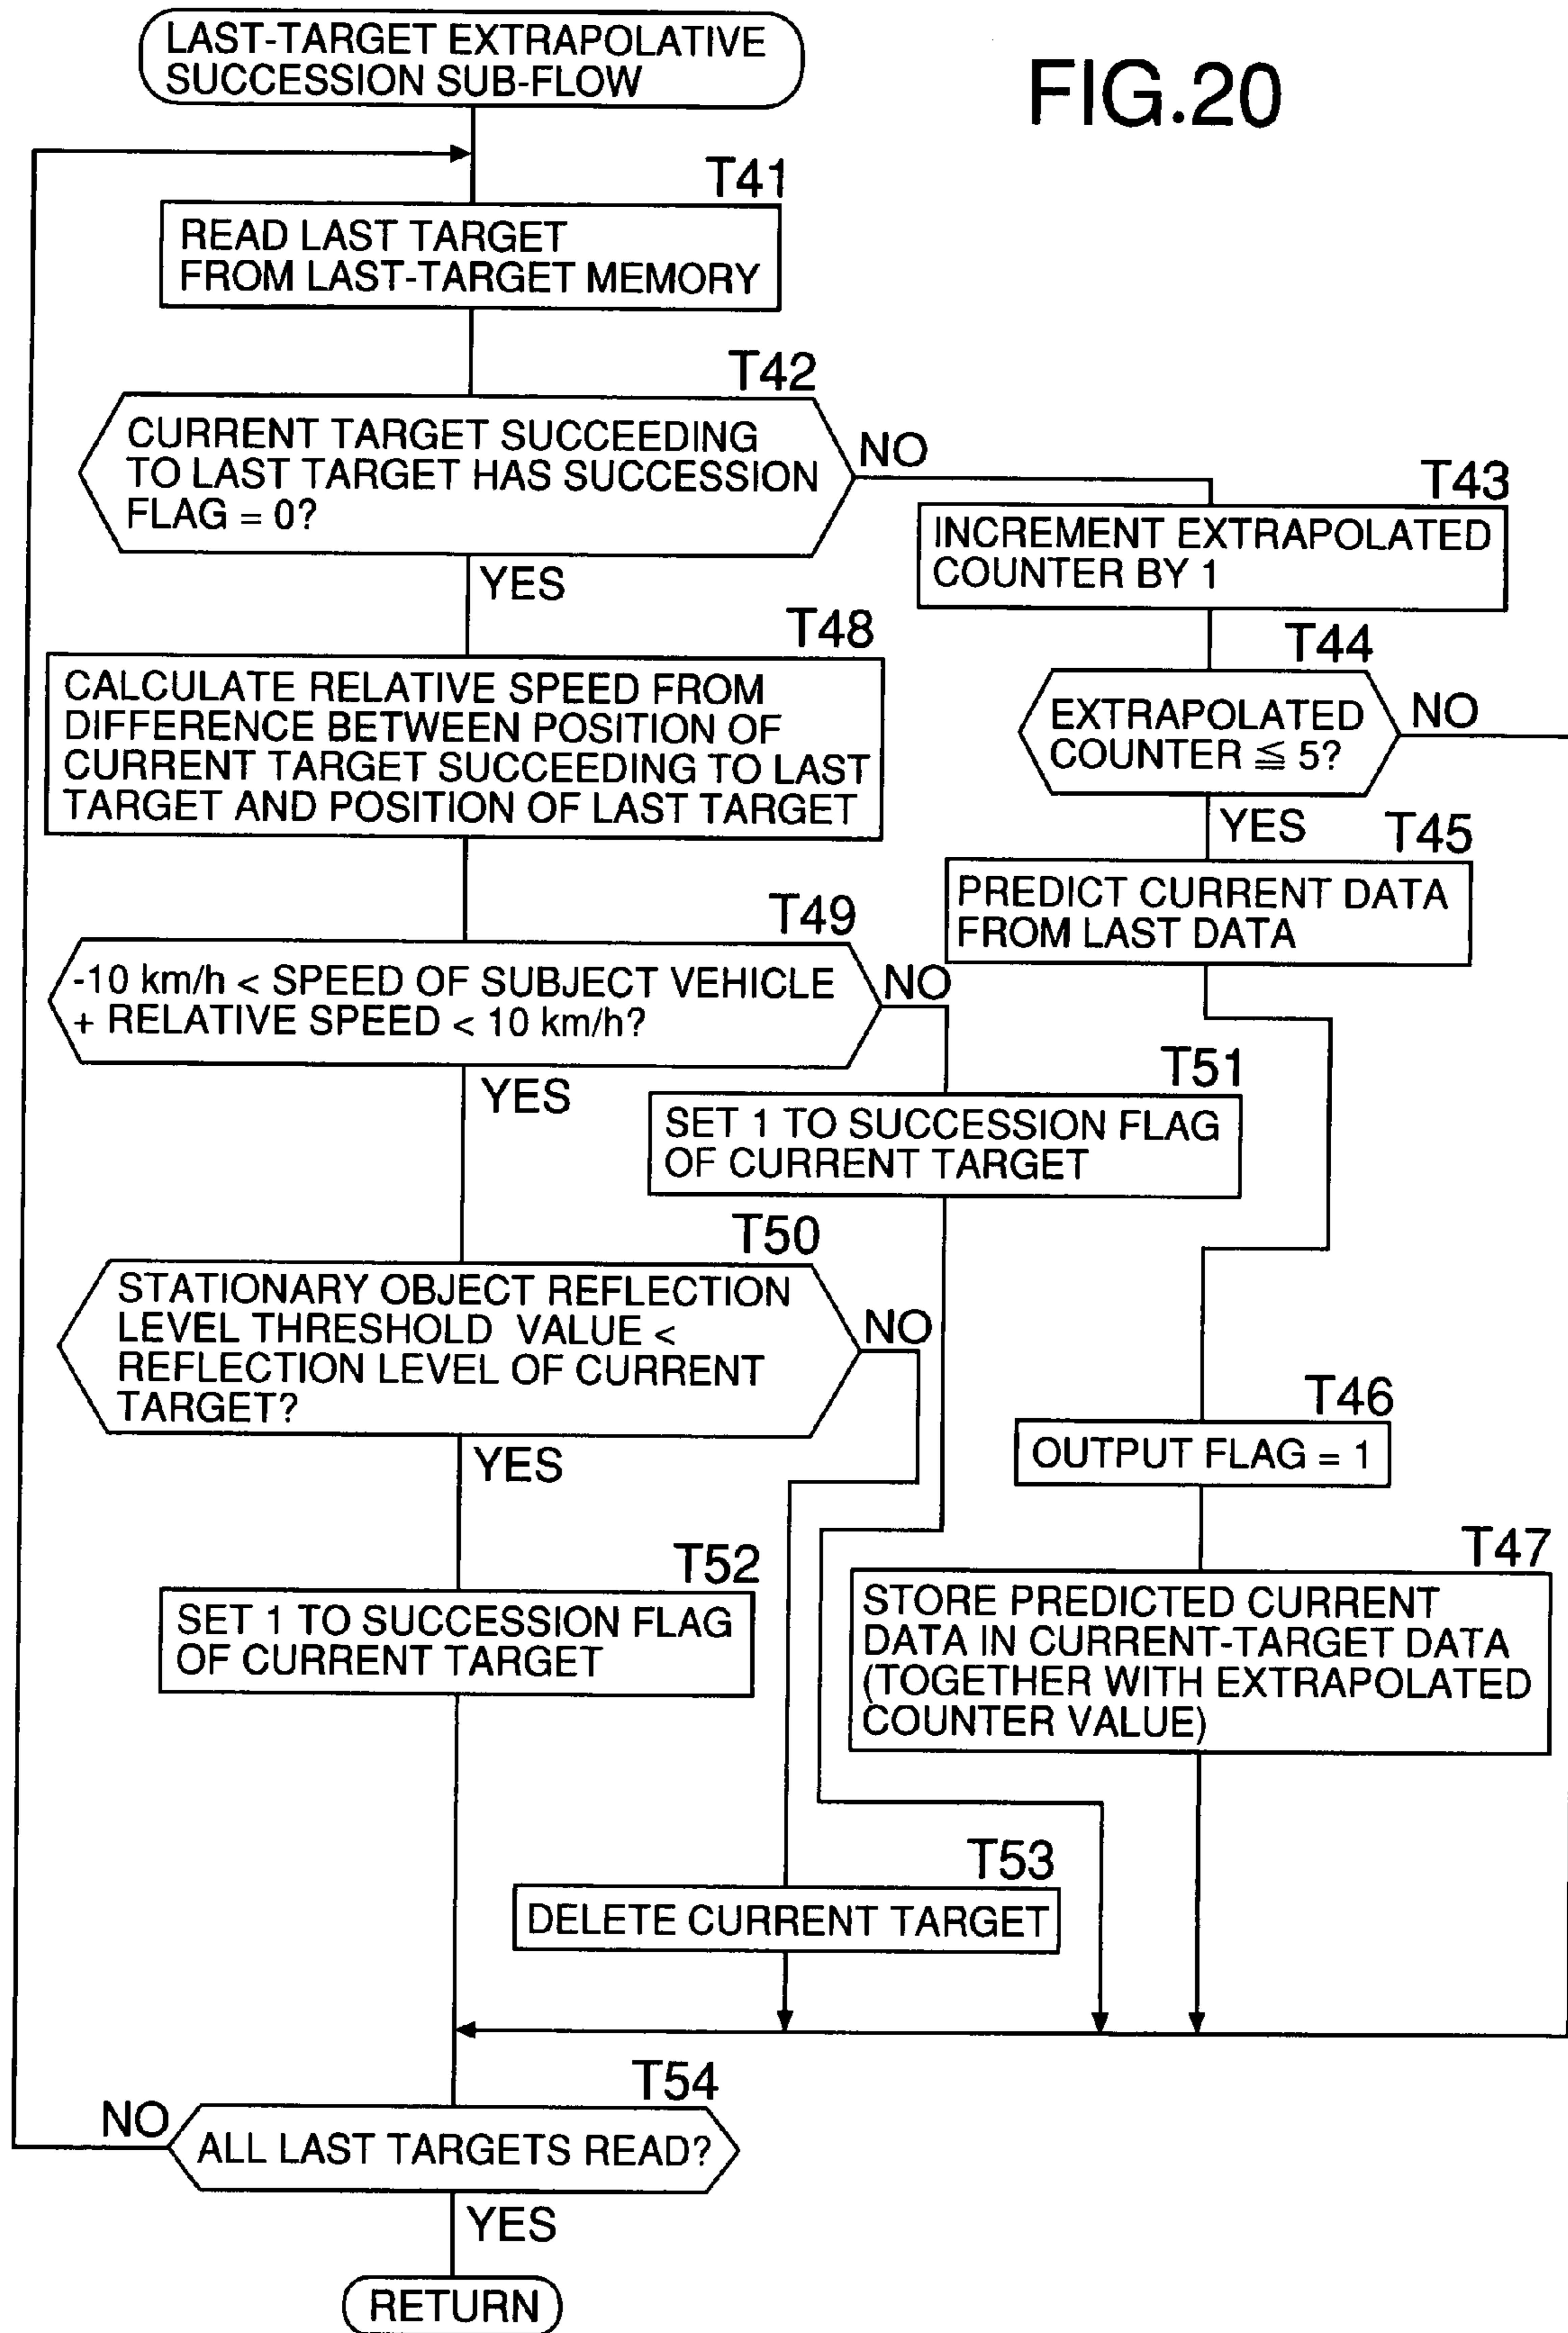 FIG.20
LAST-TARGET EXTRAPOLATIVE
SUCCESSION SUB-FLOW
T41
READ LAST TARGET
FROM LAST-TARGET MEMORY
T42
CURRENT TARGET SUCCEEDING
TO LAST TARGET HAS SUCCESSION
FLAG = 0?
NO
YES
T43
INCREMENT EXTRAPOLATED
COUNTER BY 1
T44
EXTRAPOLATED
COUNTER ≦ 5?
NO
YES
T45
PREDICT CURRENT DATA
FROM LAST DATA
T48
CALCULATE RELATIVE SPEED FROM
DIFFERENCE BETWEEN POSITION OF
CURRENT TARGET SUCCEEDING TO LAST
TARGET AND POSITION OF LAST TARGET
T49
-10 km/h < SPEED OF SUBJECT VEHICLE
+ RELATIVE SPEED < 10 km/h?
NO
YES
T51
SET 1 TO SUCCESSION FLAG
OF CURRENT TARGET
T50
STATIONARY OBJECT REFLECTION
LEVEL THRESHOLD VALUE <
REFLECTION LEVEL OF CURRENT
TARGET?
NO
YES
T46
OUTPUT FLAG = 1
T47
STORE PREDICTED CURRENT
DATA IN CURRENT-TARGET DATA
(TOGETHER WITH EXTRAPOLATED
COUNTER VALUE)
T52
SET 1 TO SUCCESSION FLAG
OF CURRENT TARGET
T53
DELETE CURRENT TARGET
T54
NO
ALL LAST TARGETS READ?
YES
RETURN